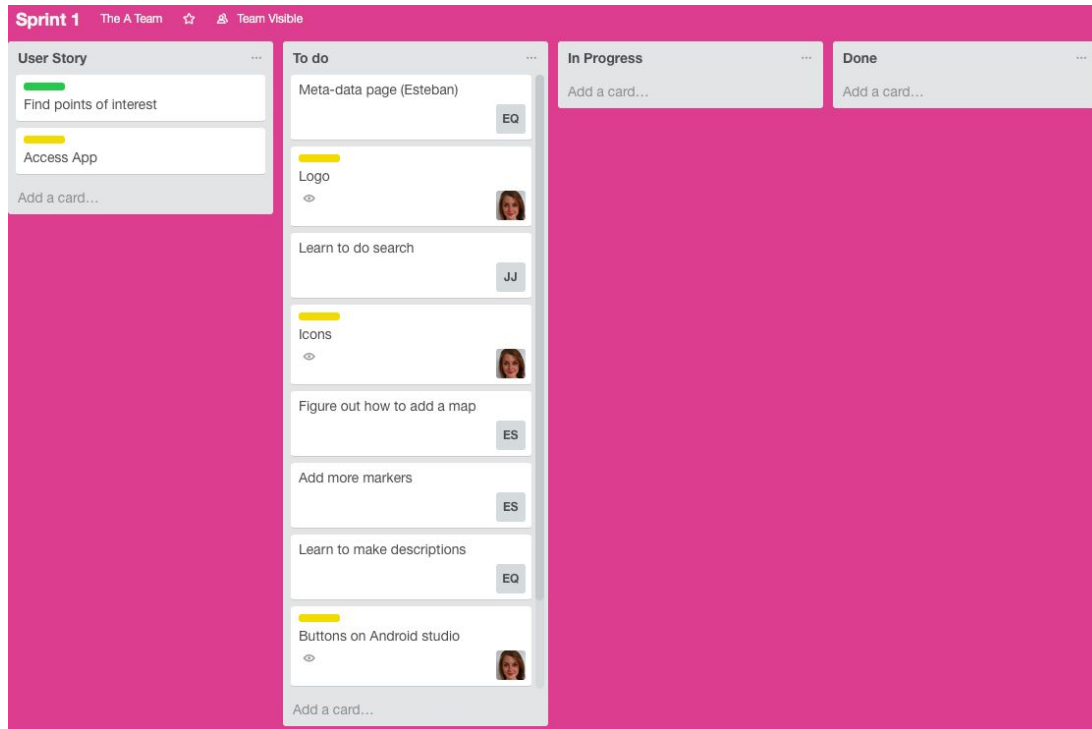 Sprint 1 The A Team Team Visible
User Story ...
Find points of interest
Access App
Add a card...
To do ...
Meta-data page (Esteban)
EQ
Logo
Learn to do search
JJ
Icons
Figure out how to add a map
ES
Add more markers
ES
Learn to make descriptions
EQ
Buttons on Android studio
Add a card...
In Progress ...
Add a card...
Done ...
Add a card...